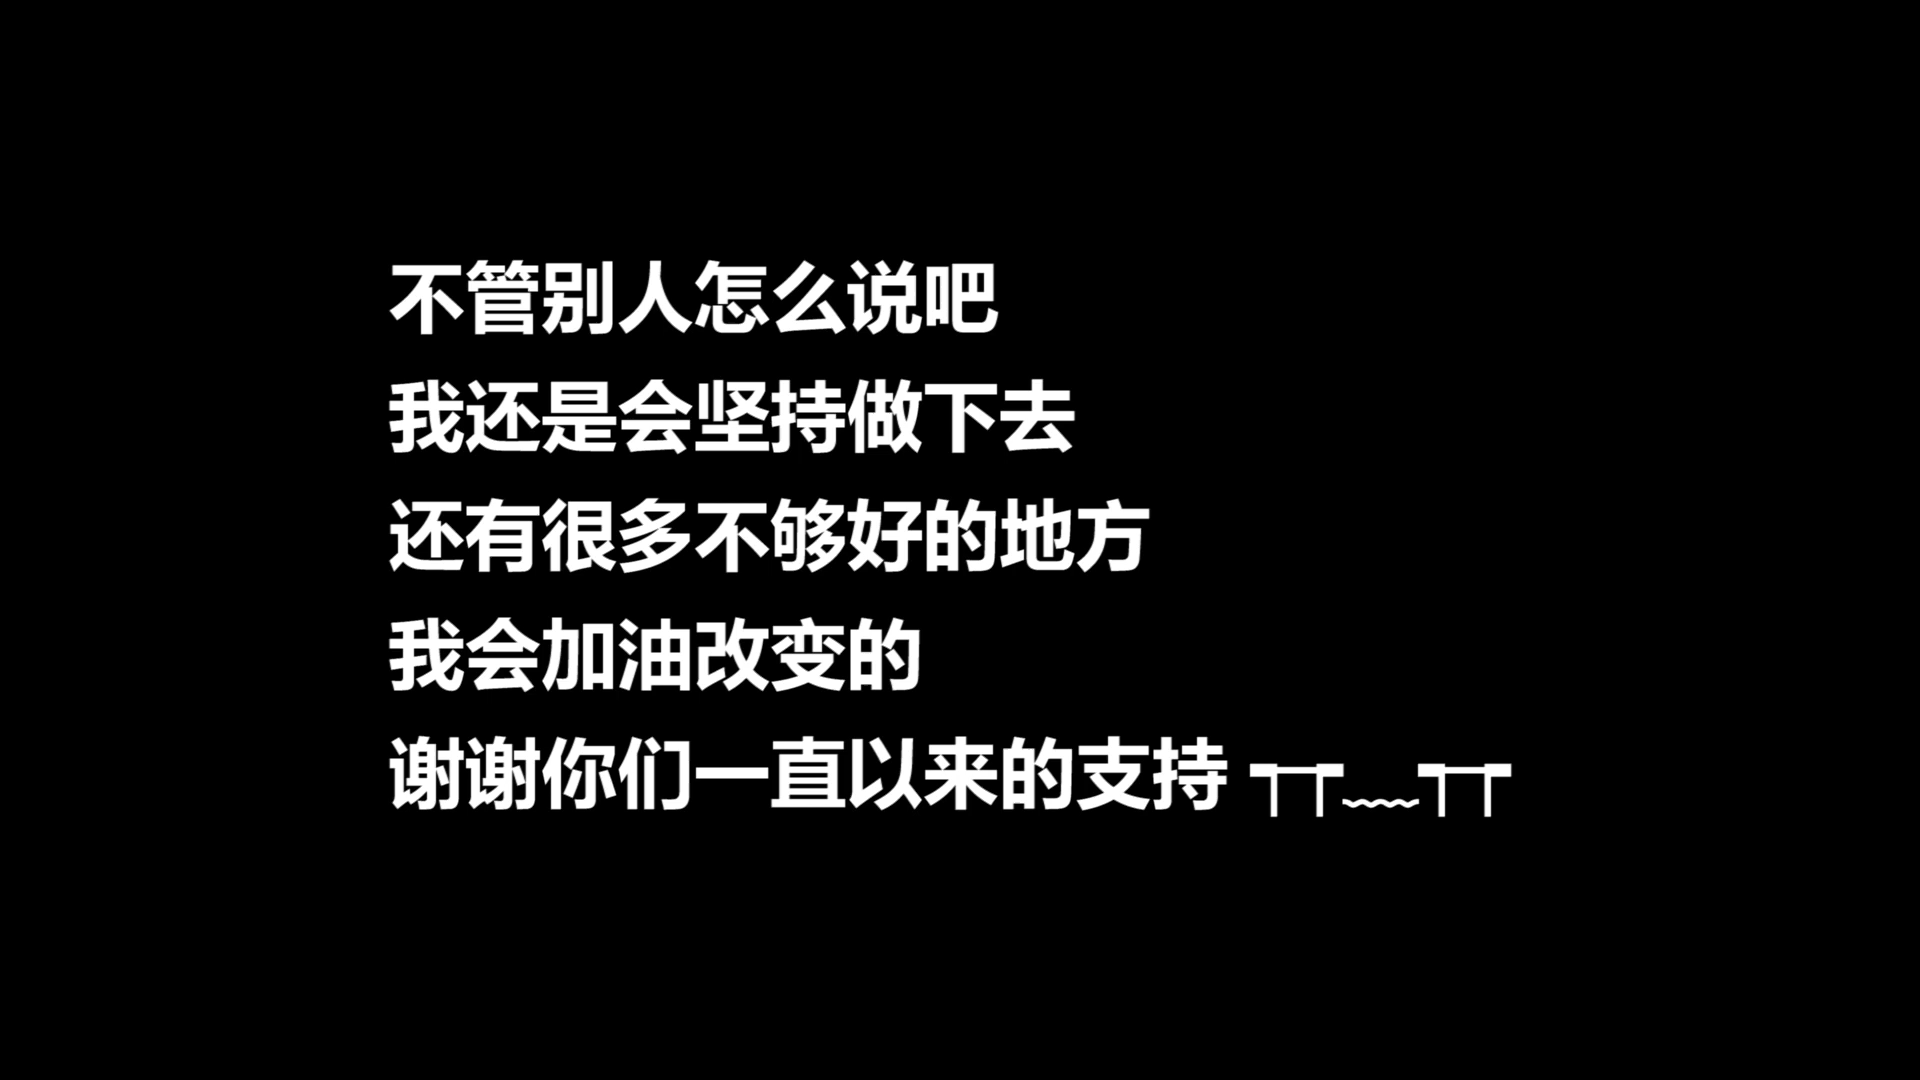 不管别人怎么说吧
我还是会坚持做下去
还有很多不够好的地方
我会加油改变的
谢谢你们一直以来的支持 ┭┮﹏┭┮